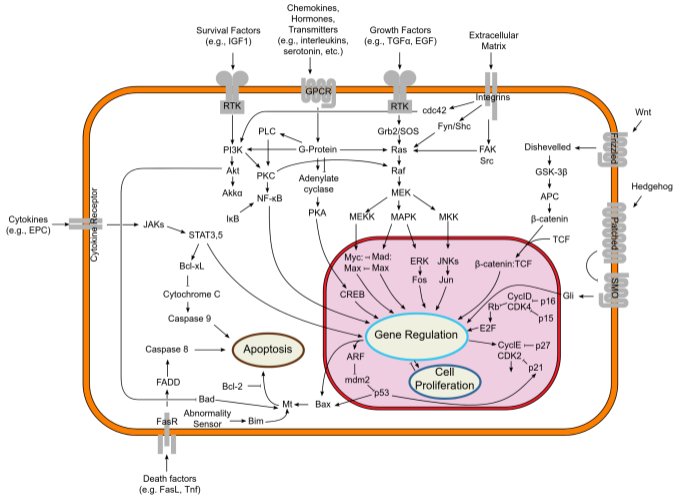 Survival Factors
(e.g., IGF1)
Chemokines,
Hormones,
Transmitters
(e.g., interleukins,
serotonin, etc.)
Growth Factors
(e.g., TGFα, EGF)
Extracellular
Matrix
RTK
GPCR
RTK
Integrins
cdc42
Fyn/Shc
Wnt
PLC
Grb2/SOS
PI3K
G-Protein
Ras
FAK
Src
Dishevelled
Frizzled
Akt
PKC
Adenylate
cyclase
Raf
GSK-3β
Akkα
NF-κB
MEK
APC
Hedgehog
IκB
PKA
MEKK
MAPK
MKK
β-catenin
Patched
Cytokines
(e.g., EPC)
Cytokine Receptor
JAKs
STAT3,5
TCF
Bcl-xL
Myc:
Max
Mad:
Max
ERK
Fos
JNKs
Jun
β-catenin:TCF
Cytochrome C
CREB
Gli
SMO
CycID
CDK4
p16
p15
Rb
Caspase 9
E2F
Gene Regulation
Caspase 8
Apoptosis
ARF
CyclE
CDK2
p27
p21
Cell
Proliferation
mdm2
FADD
Bcl-2
p53
Bad
Mt
Bax
FasR
Abnormality
Sensor
Bim
Death factors
(e.g. FasL, Tnf)